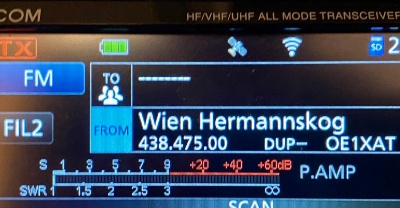 COM HF/VHF/UHF ALL MODE TRANSCEIVER
TX SD 2
FM TO --------
FIL2 FROM Wien Hermannskog
438.475.00 DUP− OE1XAT
S 1 3 5 7 9 +20 +40 +60dB P.AMP
SWR 1 1.5 2 2.5 3 ∞
SCAN